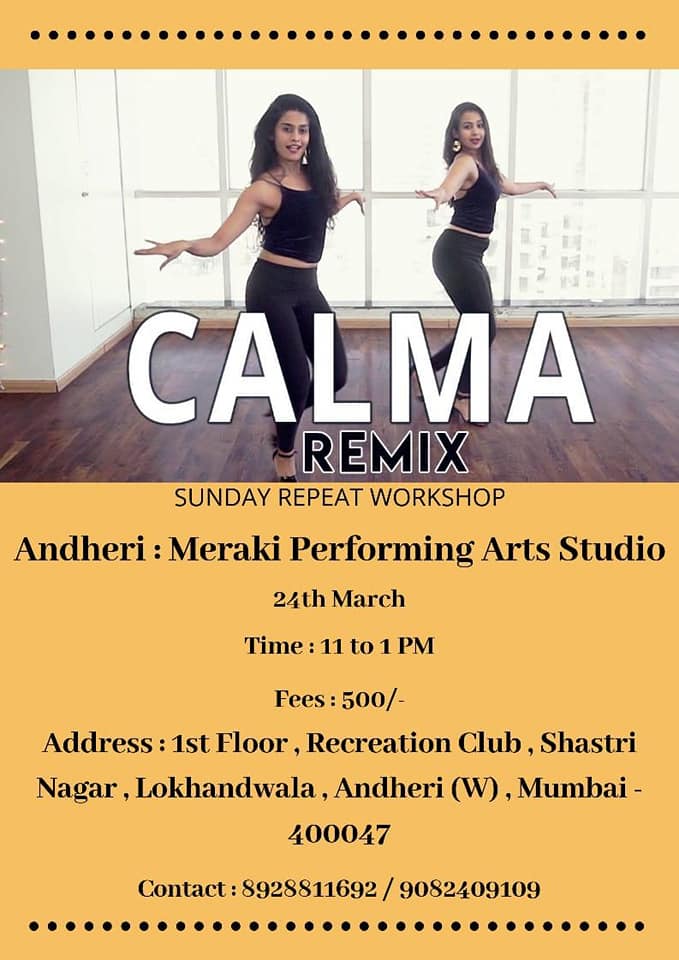 CALMA
REMIX
SUNDAY REPEAT WORKSHOP
Andheri : Meraki Performing Arts Studio
24th March
Time : 11 to 1 PM
Fees : 500/-
Address : 1st Floor , Recreation Club , Shastri
Nagar , Lokhandwala , Andheri (W) , Mumbai -
400047
Contact : 8928811692 / 9082409109